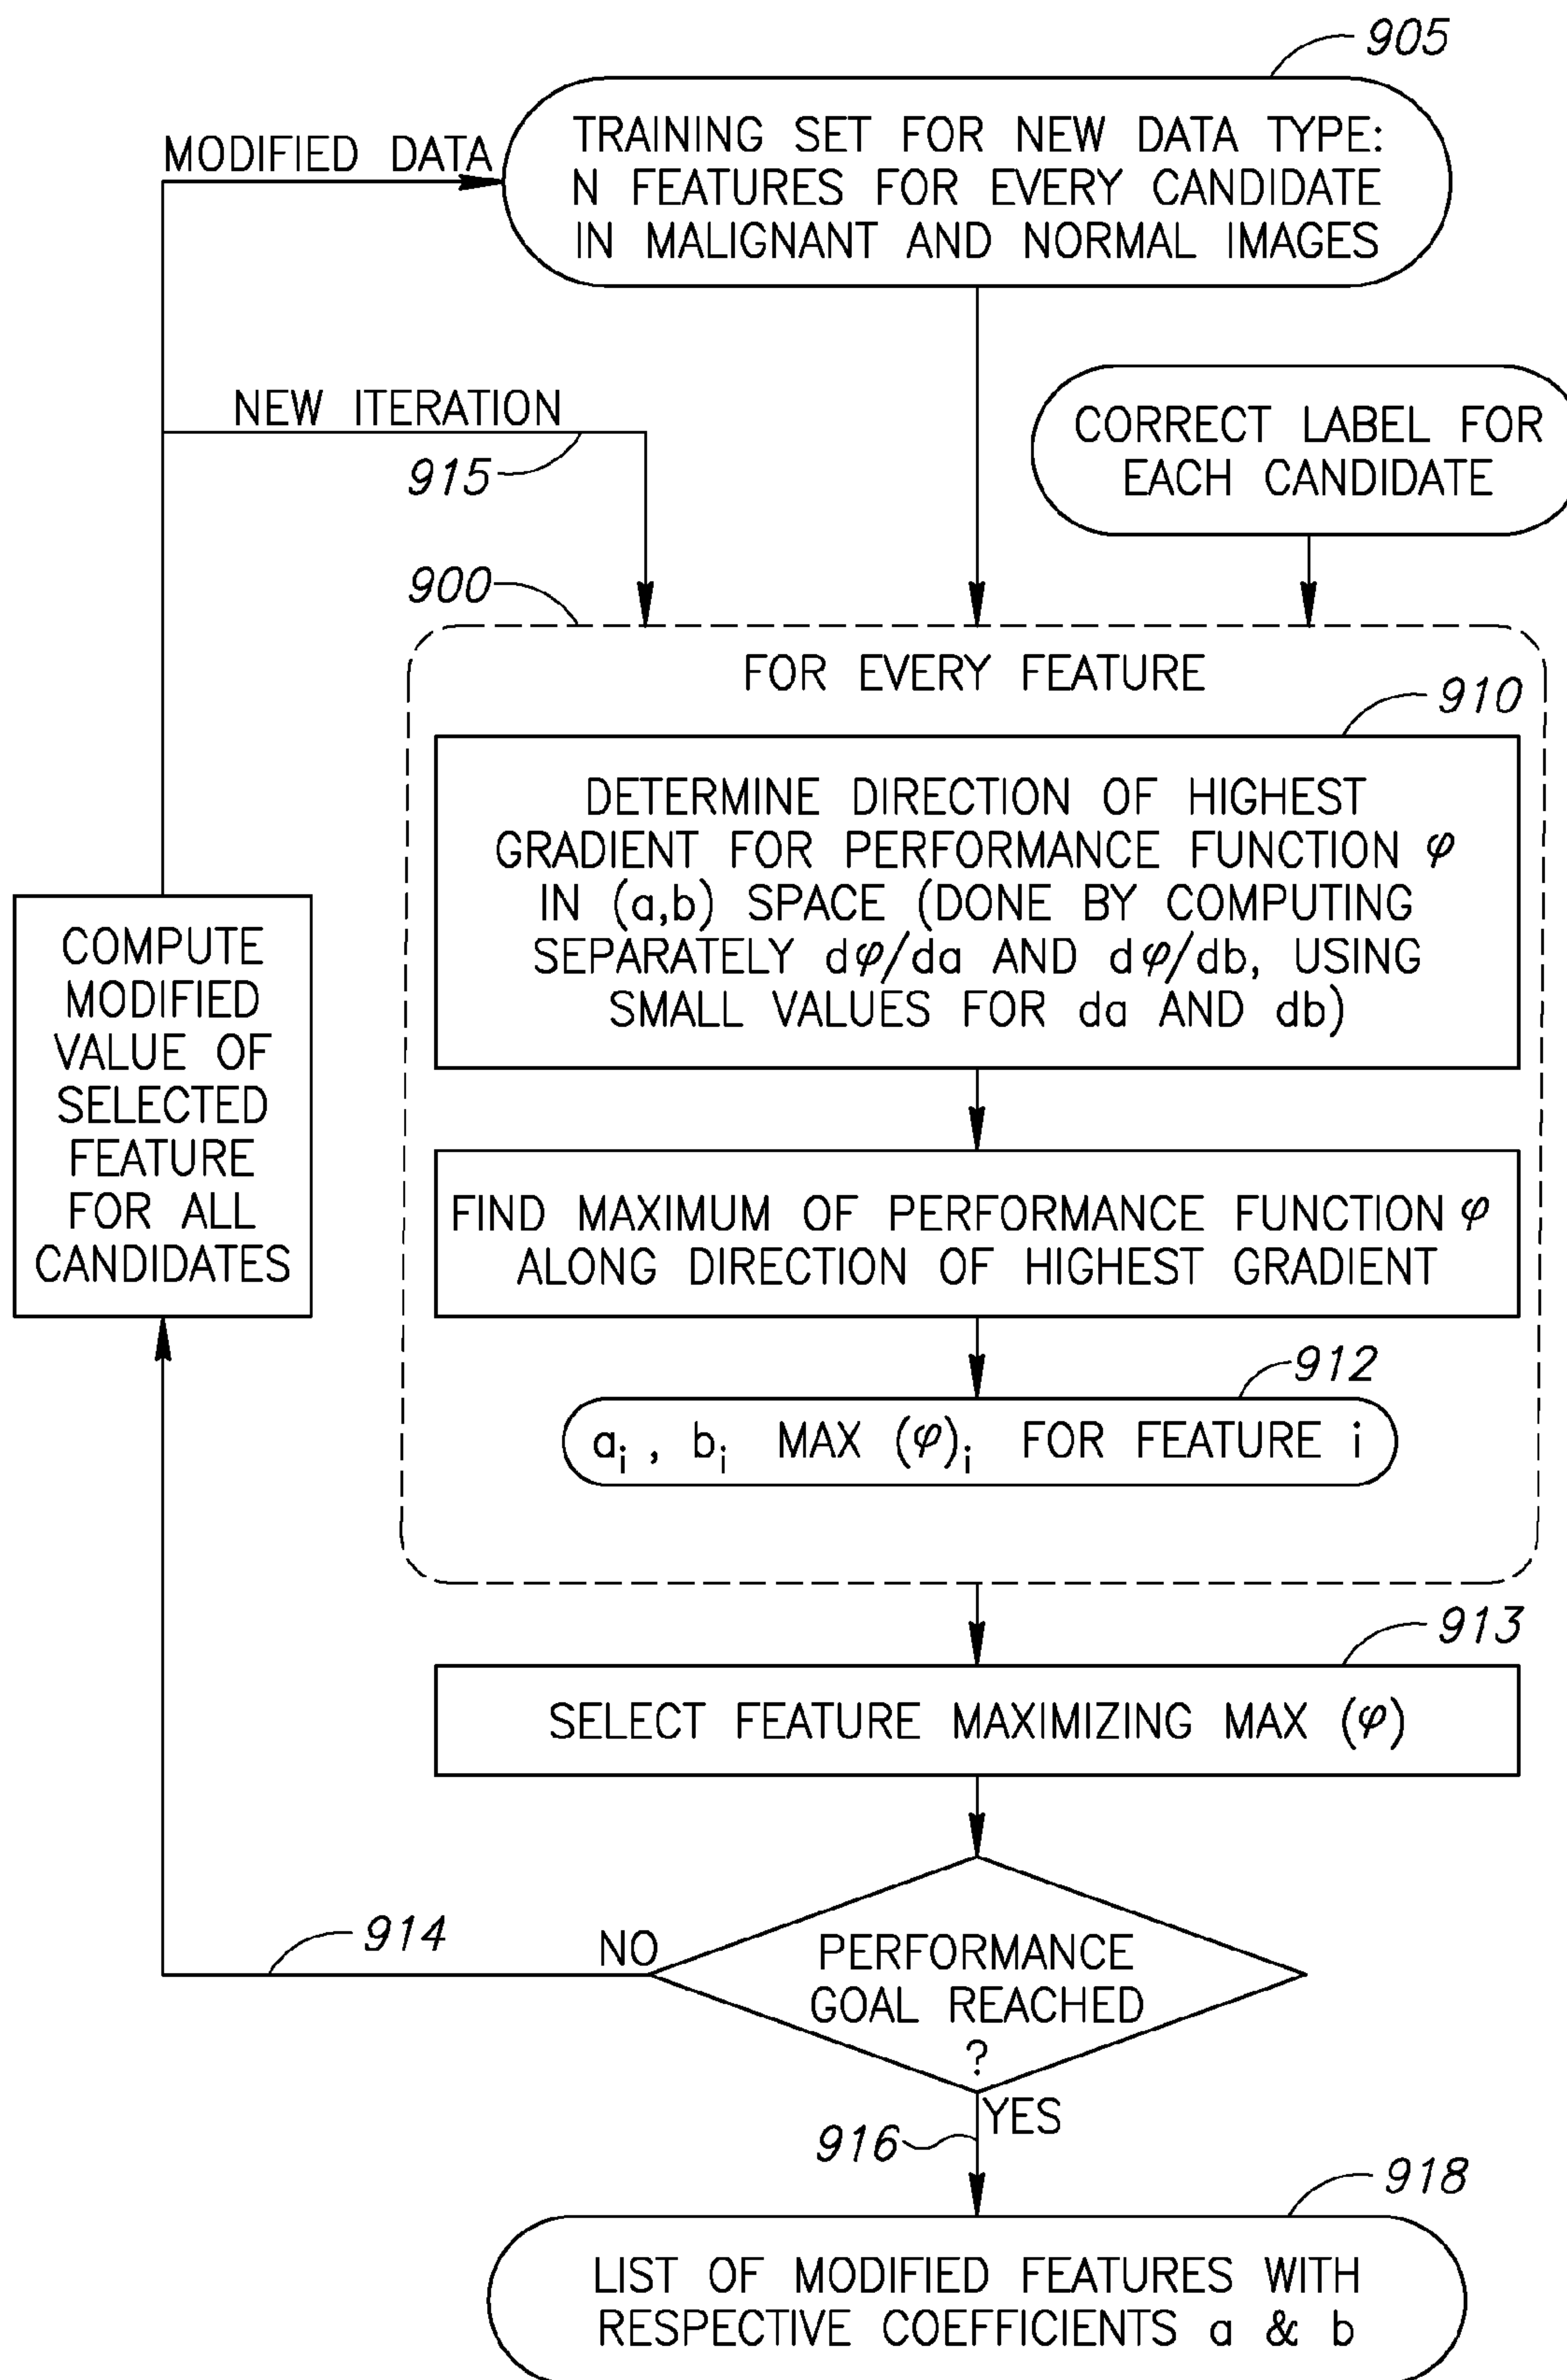 905
MODIFIED DATA
TRAINING SET FOR NEW DATA TYPE:
N FEATURES FOR EVERY CANDIDATE
IN MALIGNANT AND NORMAL IMAGES
NEW ITERATION
915
CORRECT LABEL FOR
EACH CANDIDATE
900
FOR EVERY FEATURE
910
DETERMINE DIRECTION OF HIGHEST
GRADIENT FOR PERFORMANCE FUNCTION φ
IN (a,b) SPACE (DONE BY COMPUTING
SEPARATELY dφ/da AND dφ/db, USING
SMALL VALUES FOR da AND db)
COMPUTE
MODIFIED
VALUE OF
SELECTED
FEATURE
FOR ALL
CANDIDATES
FIND MAXIMUM OF PERFORMANCE FUNCTION φ
ALONG DIRECTION OF HIGHEST GRADIENT
912
aᵢ , bᵢ MAX (φ)ᵢ FOR FEATURE i
913
SELECT FEATURE MAXIMIZING MAX (φ)
914
NO
PERFORMANCE
GOAL REACHED
?
YES
916
918
LIST OF MODIFIED FEATURES WITH
RESPECTIVE COEFFICIENTS a & b